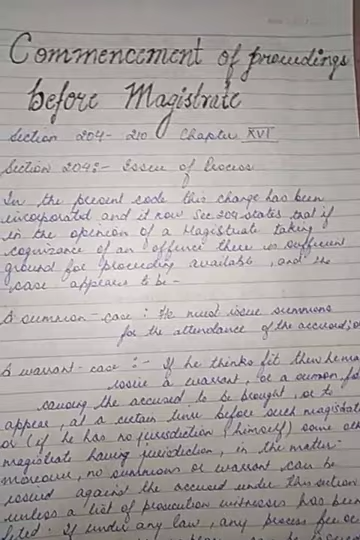 Commencement of proceedings
before Magistrate
Section 204 - 210 Chapter XVI
Section 204:- Issue of Process
In the present code this change has been
incorporated and it now Sec 204 states that if
in the opinion of a Magistrate taking
cognizance of an offence there is sufficient
ground for proceeding available, and the
case appears to be -
A summon-case : He must issue summons
for the attendance of the accused
A warrant-case :- If he thinks fit then he may
issue a warrant, or a summon for
causing the accused to be brought, or to
appear, at a certain time before such magistrate
or (if he has no jurisdiction himself) some other
magistrate having jurisdiction, in the matter.
Moreover, no summons or warrant can be
issued against the accused under this section
unless a list of prosecution witnesses has been
filed. If under any law, any process fee